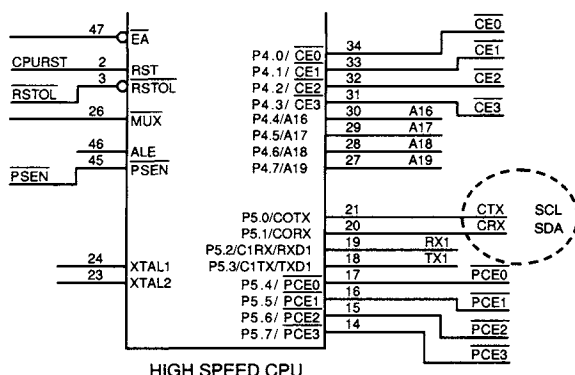 47 EA
CPURST 2 RST
3 RSTOL
RSTOL
26 MUX
46 ALE
45 PSEN
PSEN
24 XTAL1
23 XTAL2
P4.0/ CE0 34 CE0
P4.1/ CE1 33 CE1
P4.2/ CE2 32 CE2
P4.3/ CE3 31 CE3
P4.4/A16 30 A16
P4.5/A17 29 A17
P4.6/A18 28 A18
P4.7/A19 27 A19
P5.0/COTX 21 CTX SCL
P5.1/CORX 20 CRX SDA
P5.2/C1RX/RXD1 19 RX1
P5.3/C1TX/TXD1 18 TX1
P5.4/ PCE0 17 PCE0
P5.5/ PCE1 16 PCE1
P5.6/ PCE2 15 PCE2
P5.7/ PCE3 14 PCE3
HIGH SPEED CPU